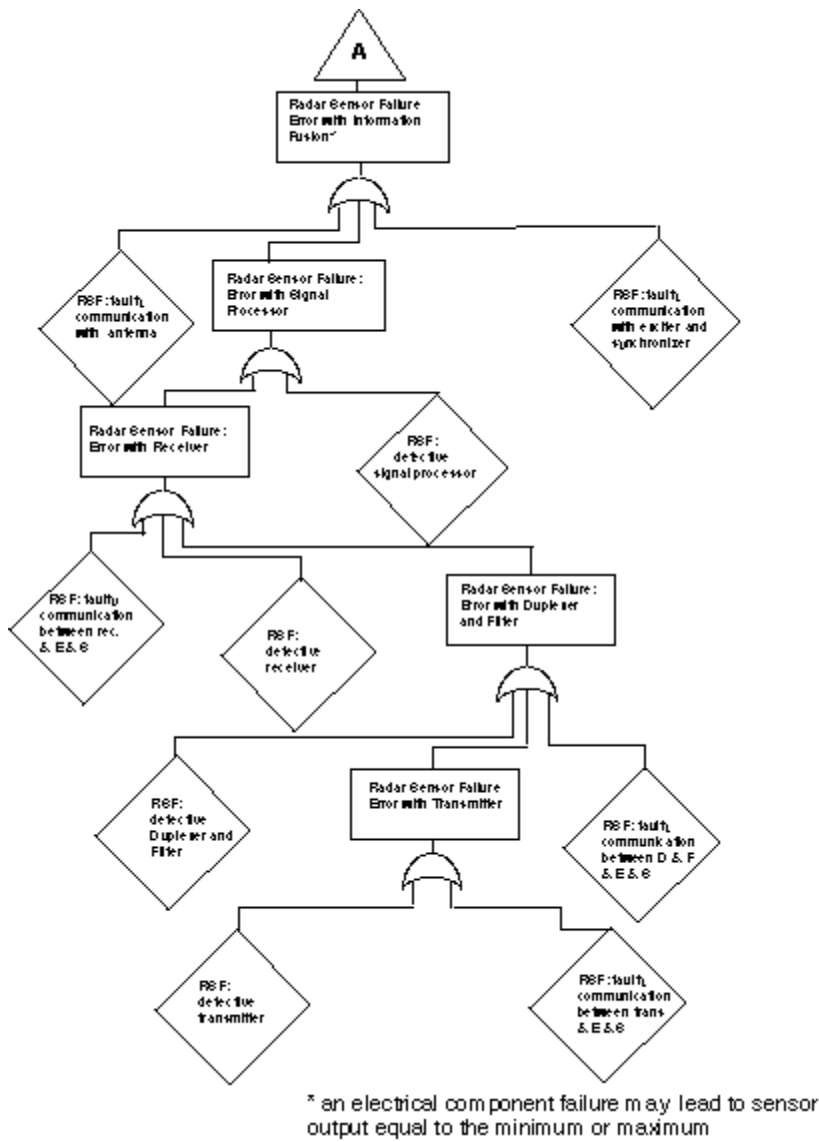 A
Radar Sensor Failure
Error with Information
Fusion*
Radar Sensor Failure:
Error with Signal
Processor
RSF: faulty
communication
with antenna
RSF: faulty
communication
with exciter and
synchronizer
Radar Sensor Failure:
Error with Receiver
RSF:
defective
signal processor
RSF: faulty
communication
between rec.
& E & S
RSF:
defective
receiver
Radar Sensor Failure:
Error with Duplexer
and Filter
RSF:
defective
Duplexer and
Filter
Radar Sensor Failure
Error with Transmitter
RSF: faulty
communication
between D & F
& E & S
RSF:
defective
transmitter
RSF: faulty
communication
between trans
& E & S
* an electrical component failure may lead to sensor
output equal to the minimum or maximum